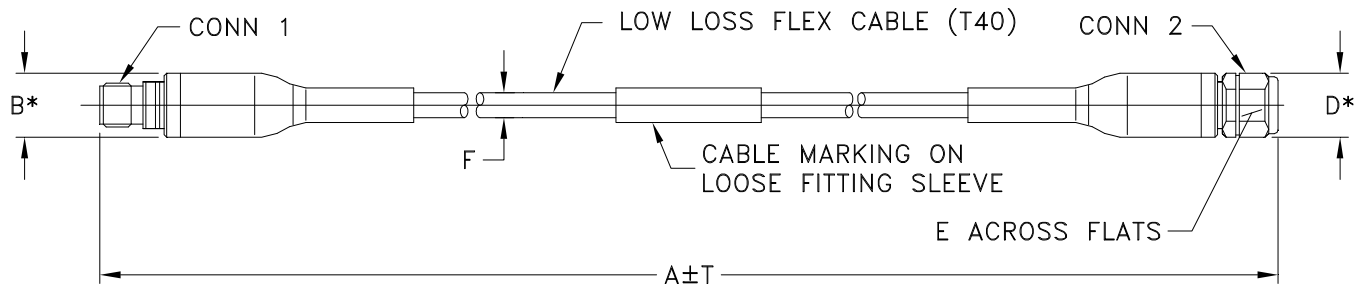 CONN 1
LOW LOSS FLEX CABLE (T40)
CONN 2
B*
D*
F
CABLE MARKING ON
LOOSE FITTING SLEEVE
E ACROSS FLATS
A±T